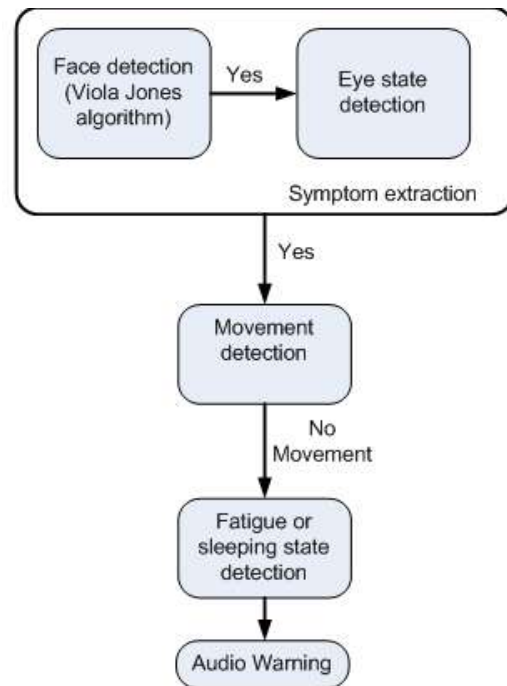 Face detection
(Viola Jones
algorithm)
Yes
Eye state
detection
Symptom extraction
Yes
Movement
detection
No
Movement
Fatigue or
sleeping state
detection
Audio Warning